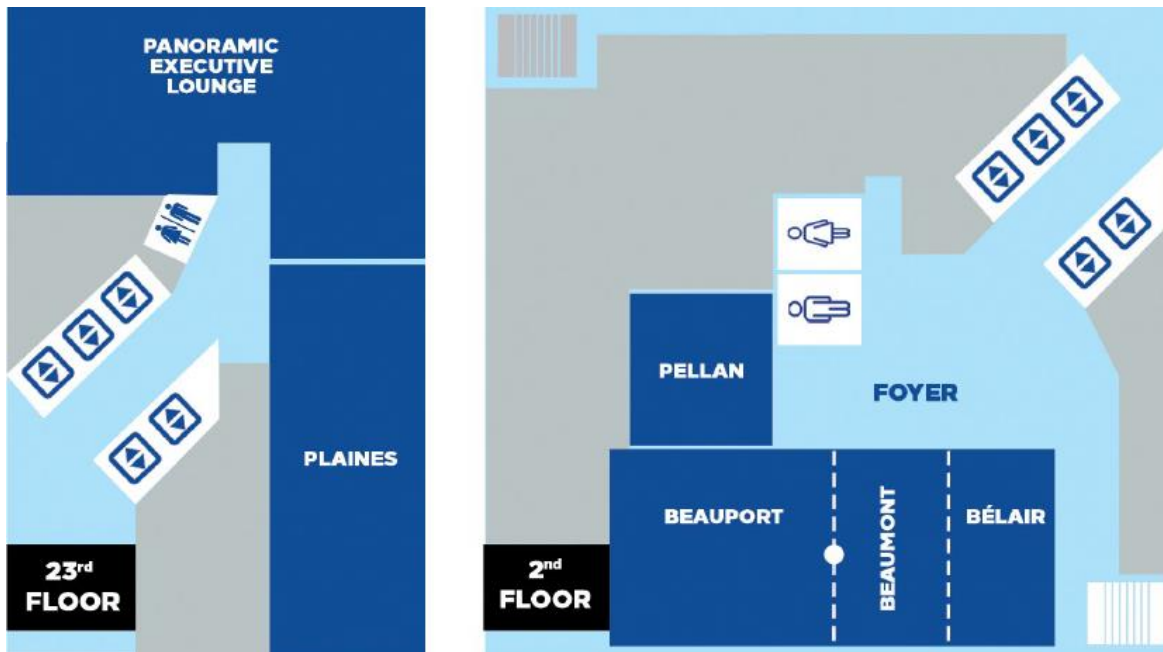 PANORAMIC
EXECUTIVE
LOUNGE
PLAINES
23rd
FLOOR
PELLAN
FOYER
BEAUPORT
BEAUMONT
BÉLAIR
2nd
FLOOR